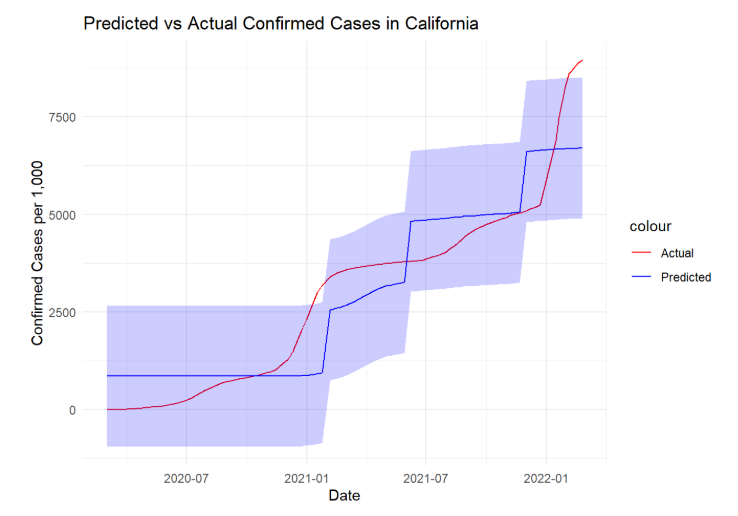 Predicted vs Actual Confirmed Cases in California
Confirmed Cases per 1,000
7500
5000
2500
0
2020-07
2021-01
2021-07
2022-01
Date
colour
Actual
Predicted